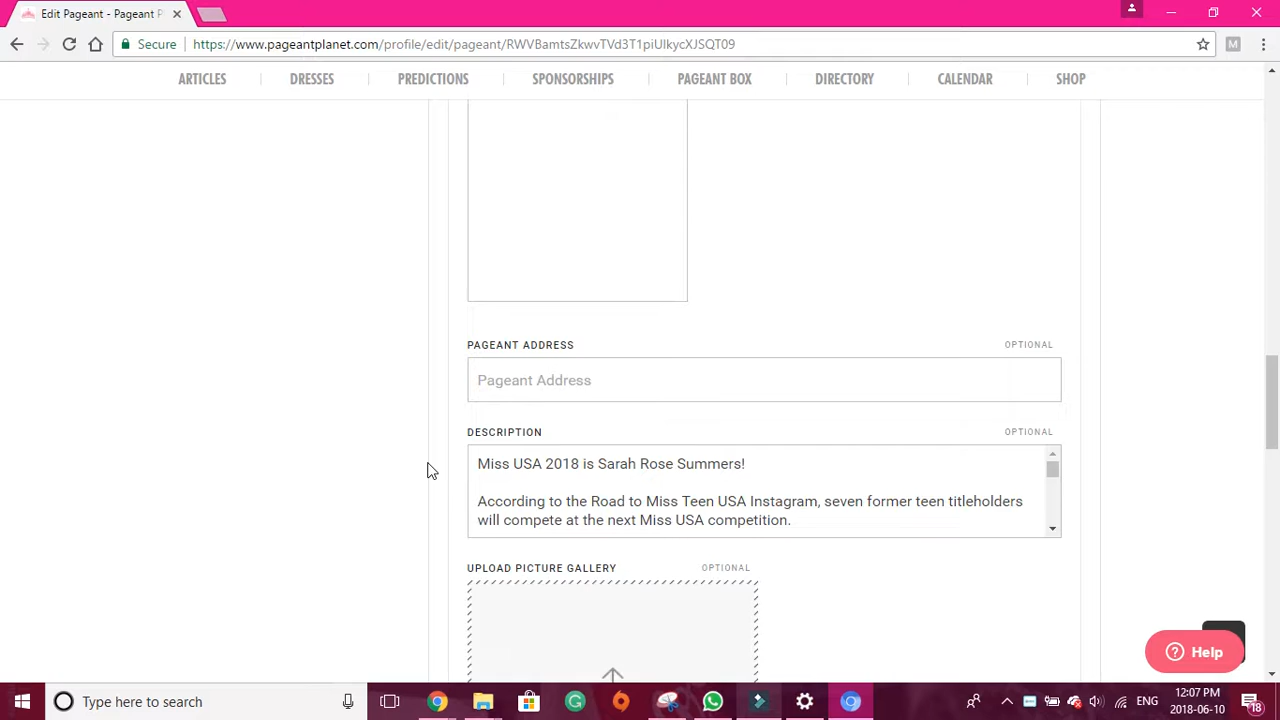 Edit Pageant - Pageant P
Secure https://www.pageantplanet.com/profile/edit/pageant/RWVBamtsZkwvTVd3T1piUlkycXJSQT09
M
ARTICLES DRESSES PREDICTIONS SPONSORSHIPS PAGEANT BOX DIRECTORY CALENDAR SHOP
PAGEANT ADDRESS OPTIONAL
Pageant Address
DESCRIPTION OPTIONAL
Miss USA 2018 is Sarah Rose Summers!
According to the Road to Miss Teen USA Instagram, seven former teen titleholders
will compete at the next Miss USA competition.
UPLOAD PICTURE GALLERY OPTIONAL
? Help
Type here to search
ENG
12:07 PM
2018-06-10
18